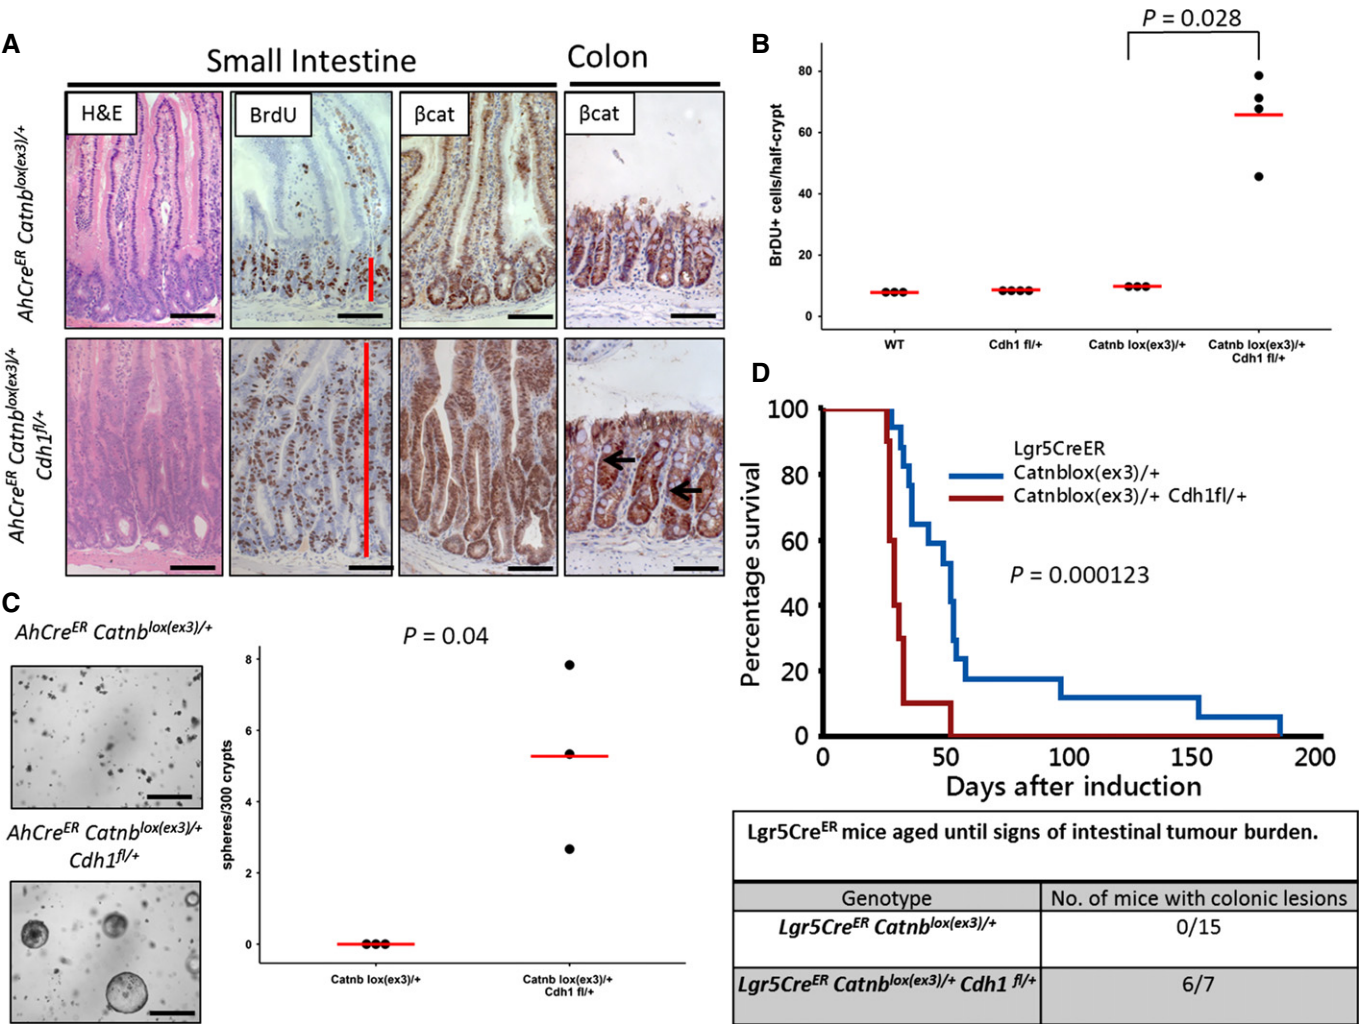 A
Small Intestine
Colon
H&E
BrdU
βcat
βcat
AhCreER Catnblox(ex3)/+
AhCreER Catnblox(ex3)/+
Cdh1fl/+
B
P = 0.028
BrDU+ cells/half-crypt
80
60
40
20
0
WT
Cdh1 fl/+
Catnb lox(ex3)/+
Catnb lox(ex3)/+
Cdh1 fl/+
C
AhCreER Catnblox(ex3)/+
AhCreER Catnblox(ex3)/+
Cdh1fl/+
P = 0.04
spheres/300 crypts
8
6
4
2
0
Catnb lox(ex3)/+
Catnb lox(ex3)/+
Cdh1 fl/+
D
Percentage survival
100
80
60
40
20
0
Lgr5CreER
Catnblox(ex3)/+
Catnblox(ex3)/+ Cdh1fl/+
P = 0.000123
0 50 100 150 200
Days after induction
Lgr5CreER mice aged until signs of intestinal tumour burden.
Genotype No. of mice with colonic lesions
Lgr5CreER Catnblox(ex3)/+ 0/15
Lgr5CreER Catnblox(ex3)/+ Cdh1 fl/+ 6/7